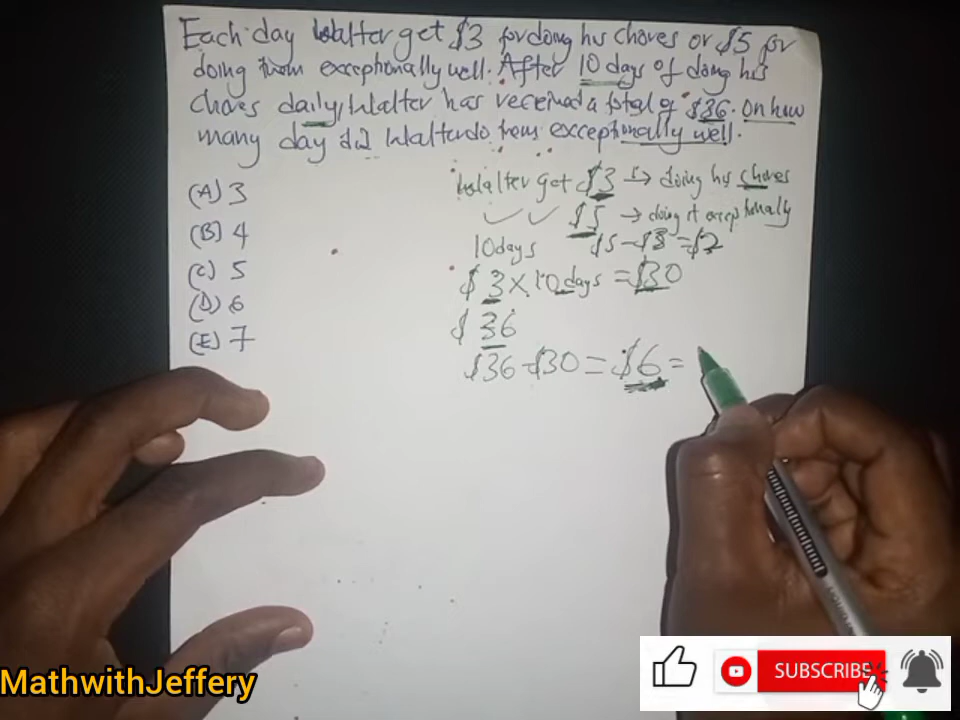 Each day Walter get $3 for doing his chores or $5 for
doing them exceptionally well. After 10 days of doing his
chores daily, Walter has received a total of $36. On how
many day did Walter do them exceptionally well.
(A) 3
(B) 4
(C) 5
(D) 6
(E) 7
Walter get $3 → doing his chores
$5 → doing it exceptionally
10days $5-$3=$2
$3×10days=$30
$36
$36-$30=$6=
MathwithJeffery
SUBSCRIBE